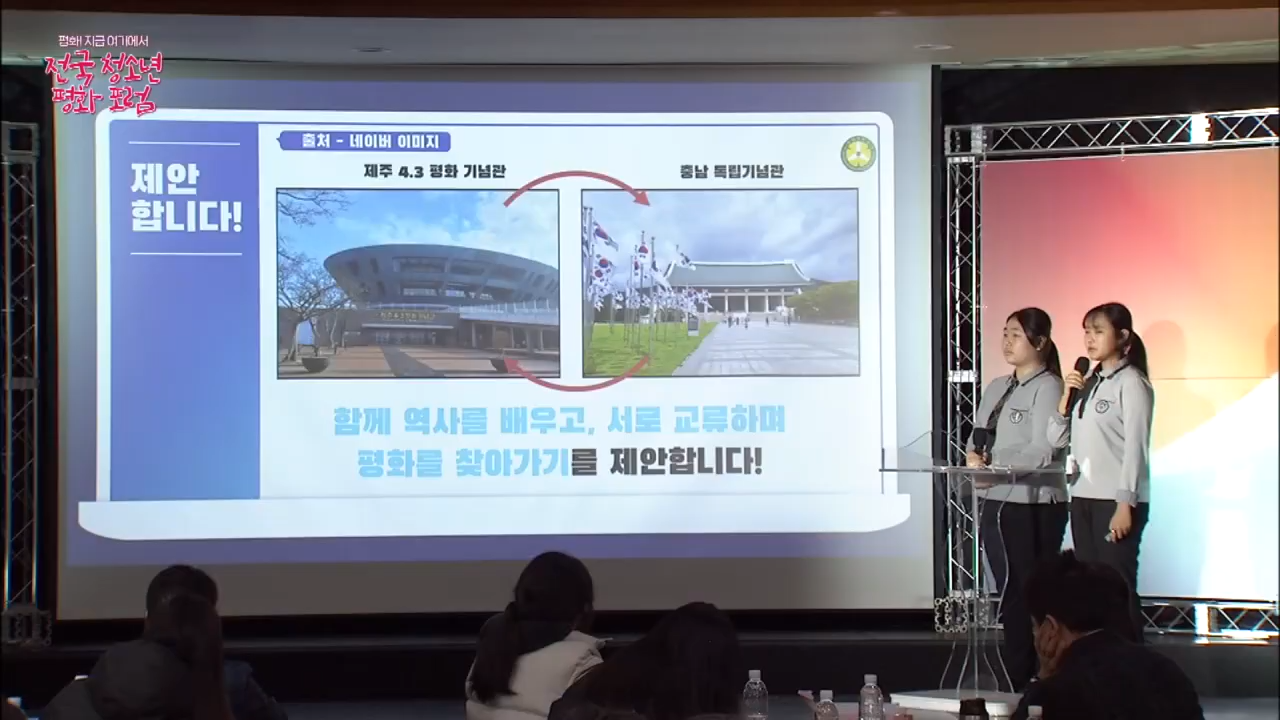 평화! 지금 여기에서
전국 청소년
평화 포럼
제안
합니다!
출처 - 네이버 이미지
제주 4.3 평화 기념관
충남 독립기념관
함께 역사를 배우고, 서로 교류하며
평화를 찾아가기를 제안합니다!